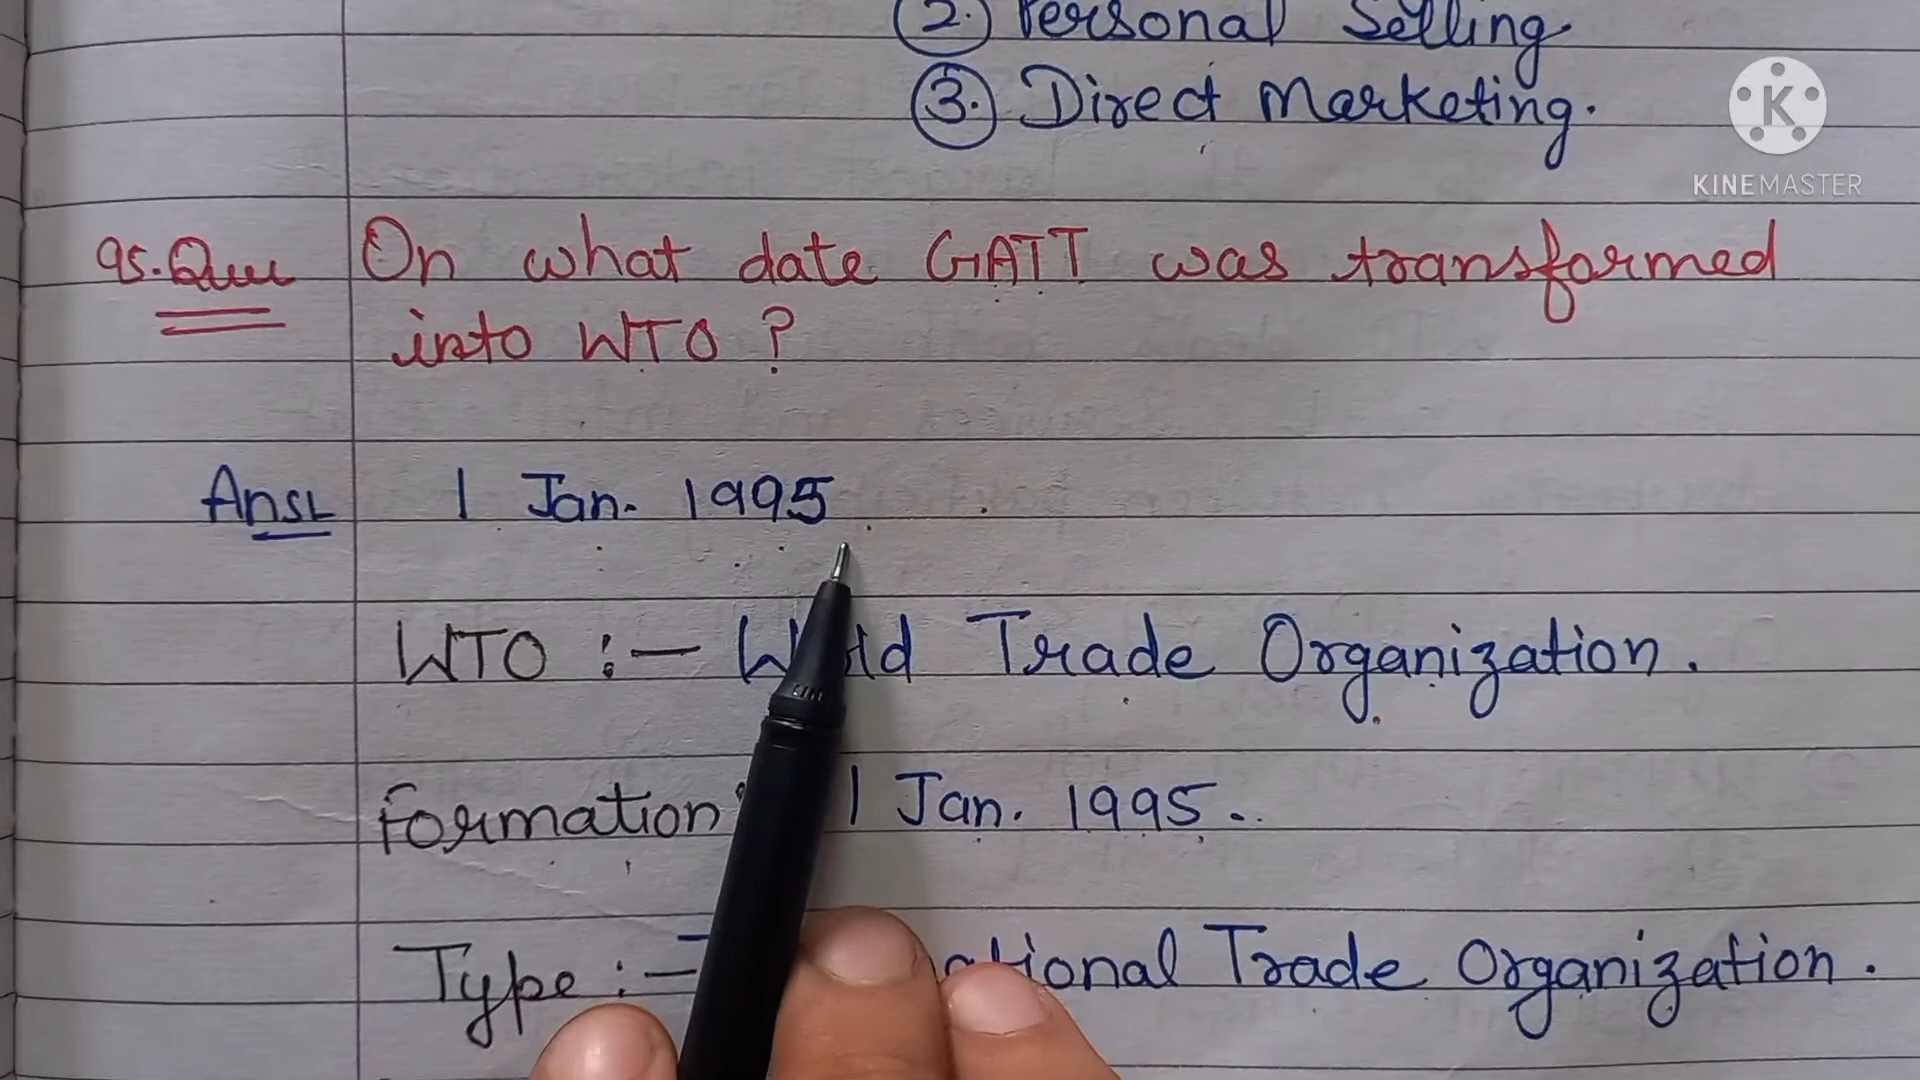 2. Personal Selling
3. Direct Marketing.
KINEMASTER
95. Que On what date GATT was transformed
into WTO ?
Ans 1 Jan. 1995
WTO :- World Trade Organization.
Formation 1 Jan. 1995.
Type :- Trade Organization.